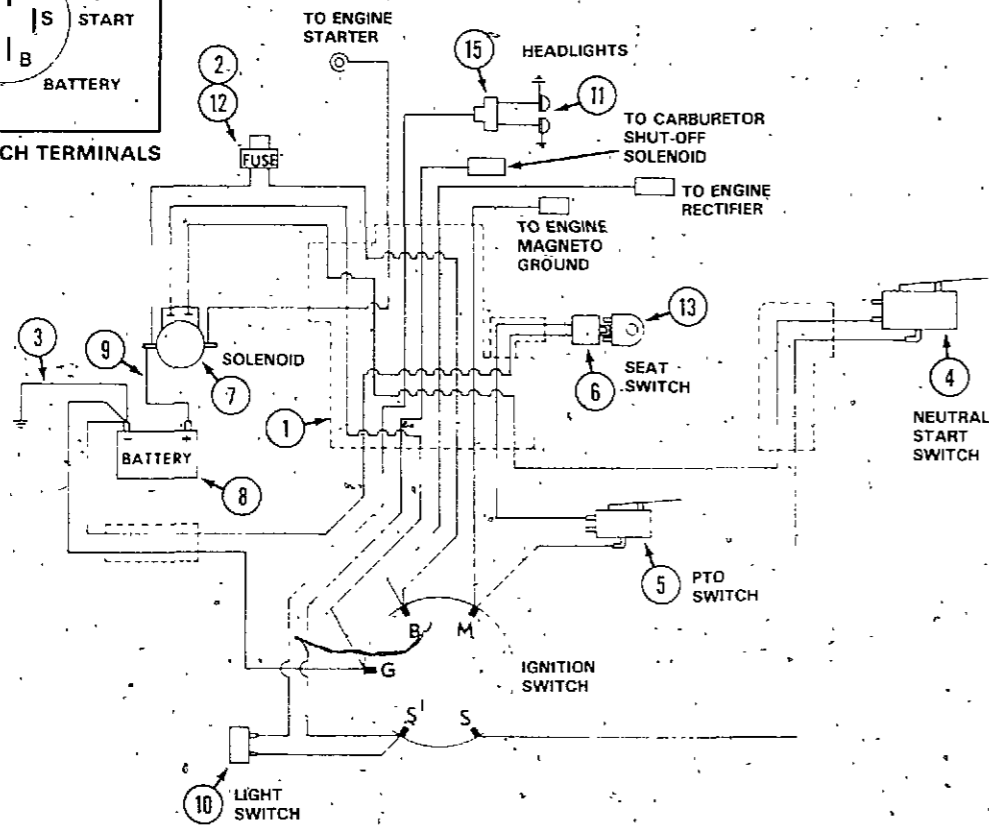 S START
B
BATTERY
CH TERMINALS
TO ENGINE
STARTER
2
12
FUSE
15
HEADLIGHTS
11
TO CARBURETOR
SHUT-OFF
SOLENOID
TO ENGINE
RECTIFIER
TO ENGINE
MAGNETO
GROUND
3
9
SOLENOID
7
13
6
SEAT
SWITCH
4
NEUTRAL
START
SWITCH
1
- +
BATTERY
8
5
PTO
SWITCH
B M
G
IGNITION
SWITCH
S' S
10
LIGHT
SWITCH